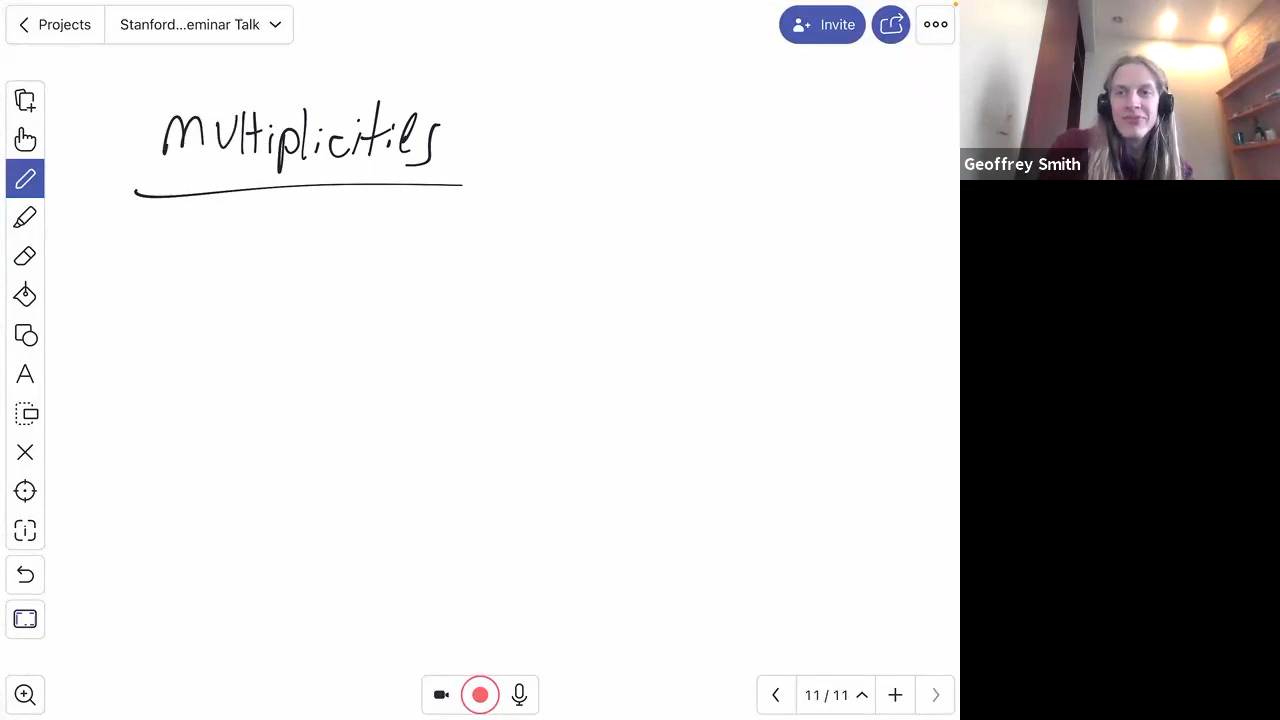 Projects
Stanford...eminar Talk
Invite
Geoffrey Smith
Multiplicities
A
11 / 11